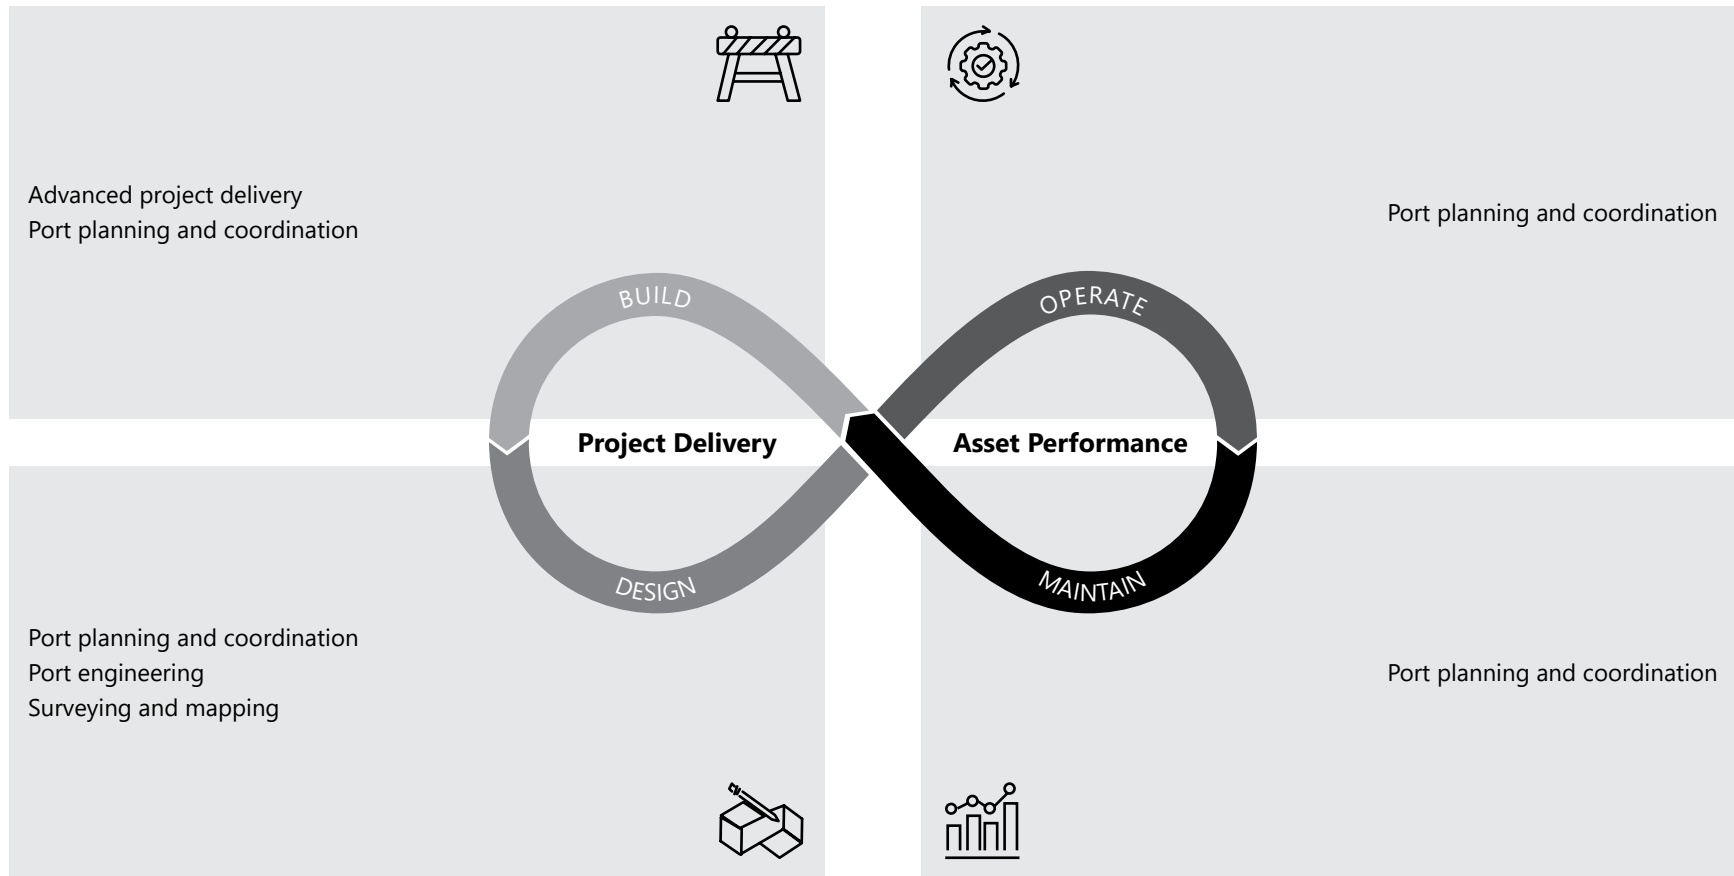 Advanced project delivery
Port planning and coordination
Port planning and coordination
BUILD
OPERATE
Project Delivery
Asset Performance
DESIGN
MAINTAIN
Port planning and coordination
Port engineering
Surveying and mapping
Port planning and coordination